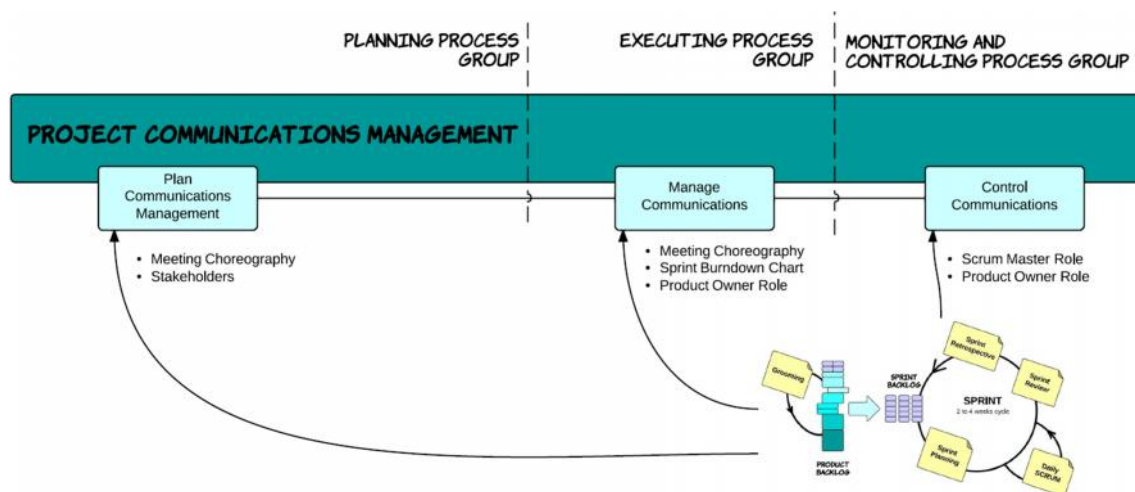 PLANNING PROCESS
GROUP
EXECUTING PROCESS
GROUP
MONITORING AND
CONTROLLING PROCESS GROUP
PROJECT COMMUNICATIONS MANAGEMENT
Plan
Communications
Management
Manage
Communications
Control
Communications
• Meeting Choreography
• Stakeholders
• Meeting Choreography
• Sprint Burndown Chart
• Product Owner Role
• Scrum Master Role
• Product Owner Role
Grooming
PRODUCT
BACKLOG
SPRINT
BACKLOG
Sprint
Retrospective
Sprint
Review
SPRINT
2 to 4 weeks cycle
Sprint
Planning
Daily
SCRUM